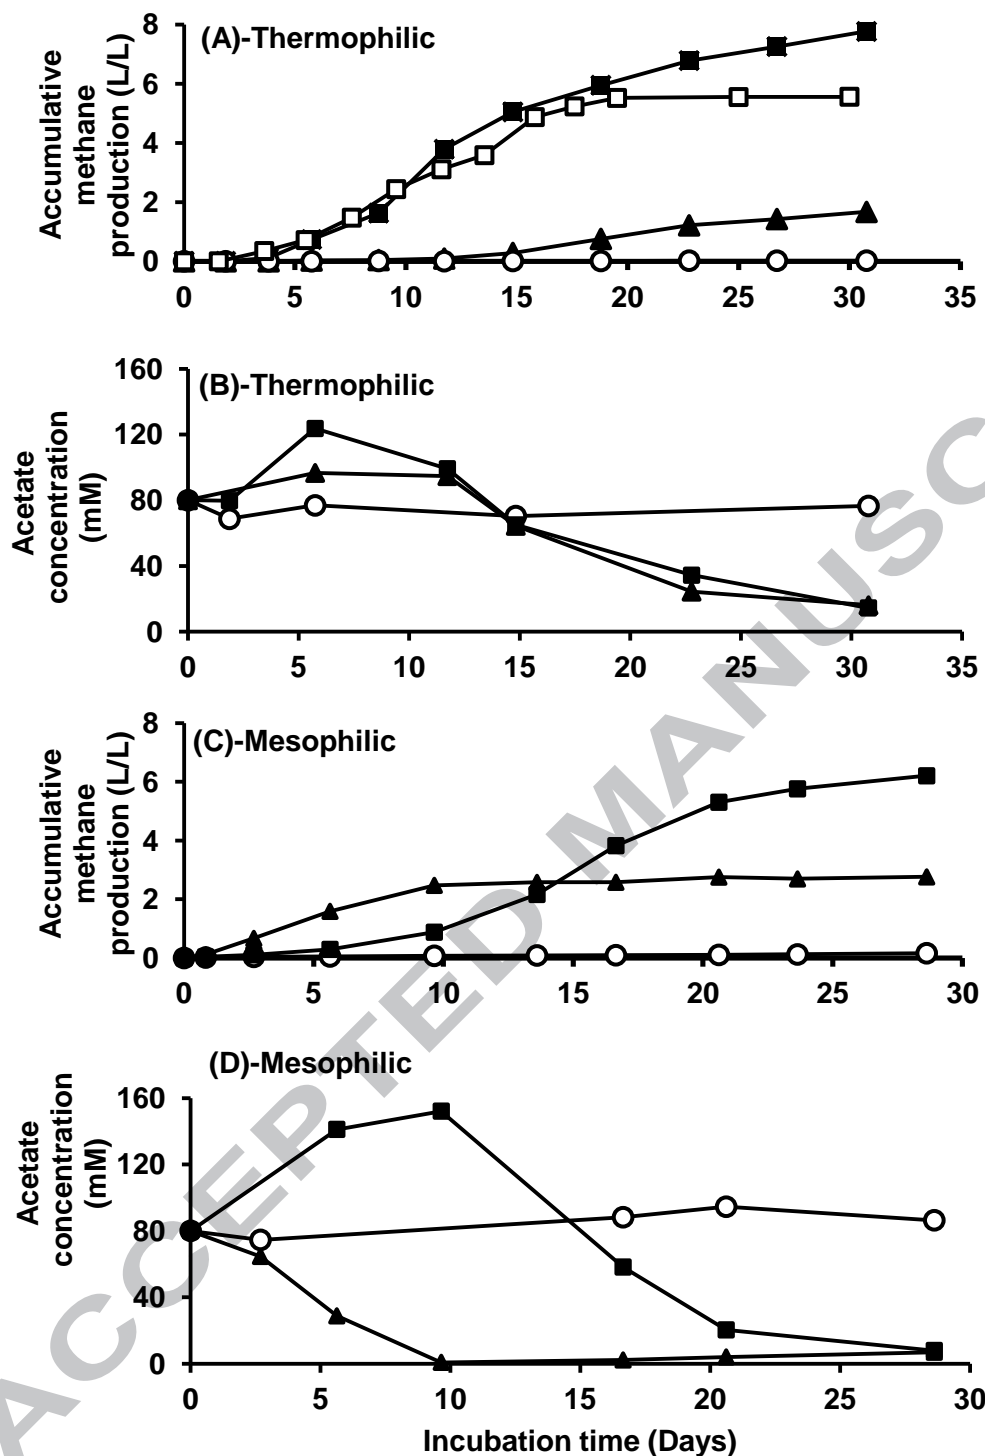 (A)-Thermophilic
Accumulative
methane
production (L/L)
8
6
4
2
0
0 5 10 15 20 25 30 35
(B)-Thermophilic
Acetate
concentration
(mM)
160
120
80
40
0
0 5 10 15 20 25 30 35
(C)-Mesophilic
Accumulative
methane
production (L/L)
8
6
4
2
0
0 5 10 15 20 25 30
(D)-Mesophilic
Acetate
concentration
(mM)
160
120
80
40
0
0 5 10 15 20 25 30
Incubation time (Days)
ACCEPTED MANUSC